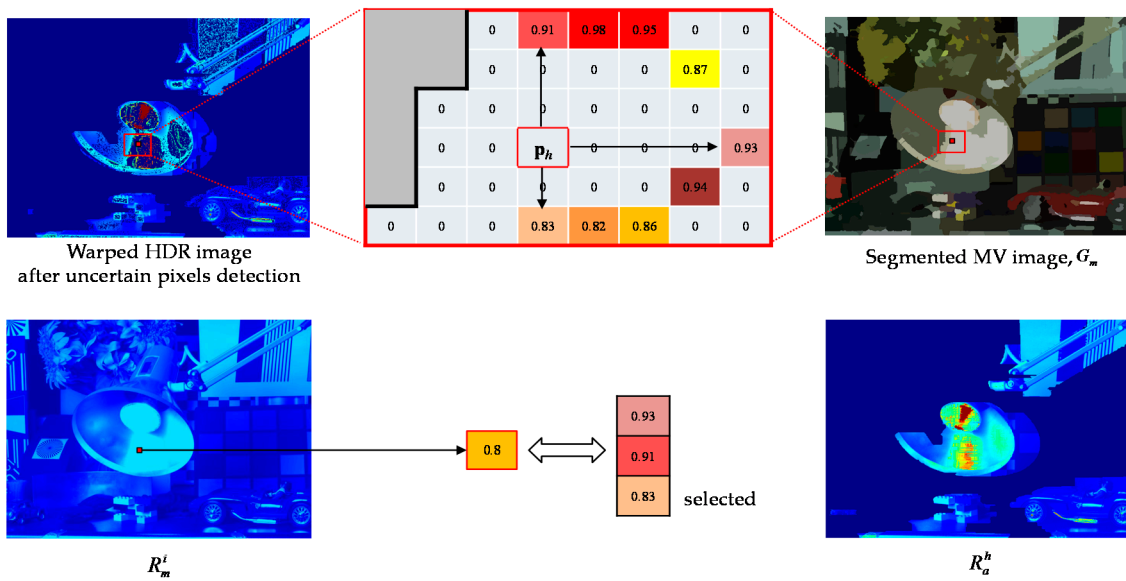 0 0.91 0.98 0.95 0 0
0 0 0 0 0.87 0
0 0 0 0 0 0 0
0 0 p_h 0 0 0 0.93
0 0 0 0 0 0.94 0
0 0 0 0.83 0.82 0.86 0 0
Warped HDR image
after uncertain pixels detection
Segmented MV image, G_m
0.8
0.93
0.91
0.83
selected
R_m^i
R_a^h